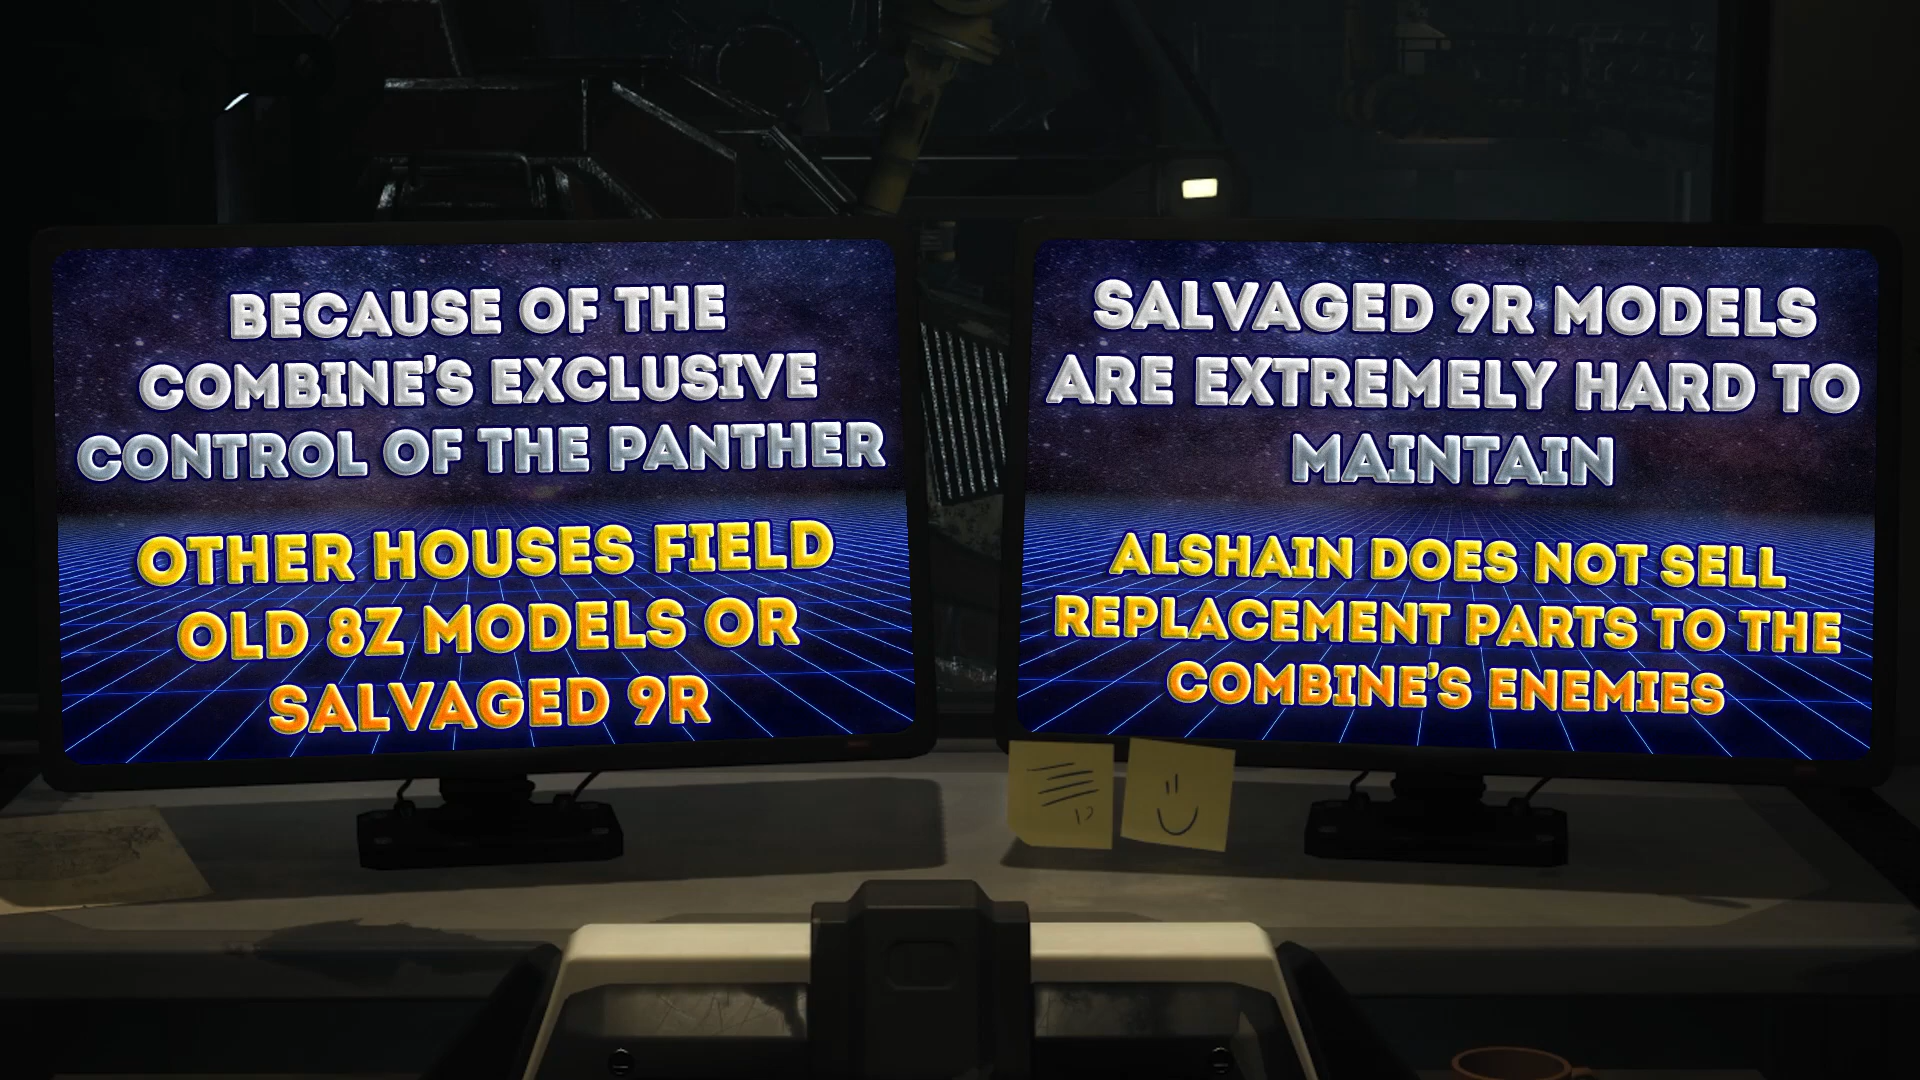 BECAUSE OF THE
COMBINE'S EXCLUSIVE
CONTROL OF THE PANTHER
OTHER HOUSES FIELD
OLD 8Z MODELS OR
SALVAGED 9R
SALVAGED 9R MODELS
ARE EXTREMELY HARD TO
MAINTAIN
ALSHAIN DOES NOT SELL
REPLACEMENT PARTS TO THE
COMBINE'S ENEMIES